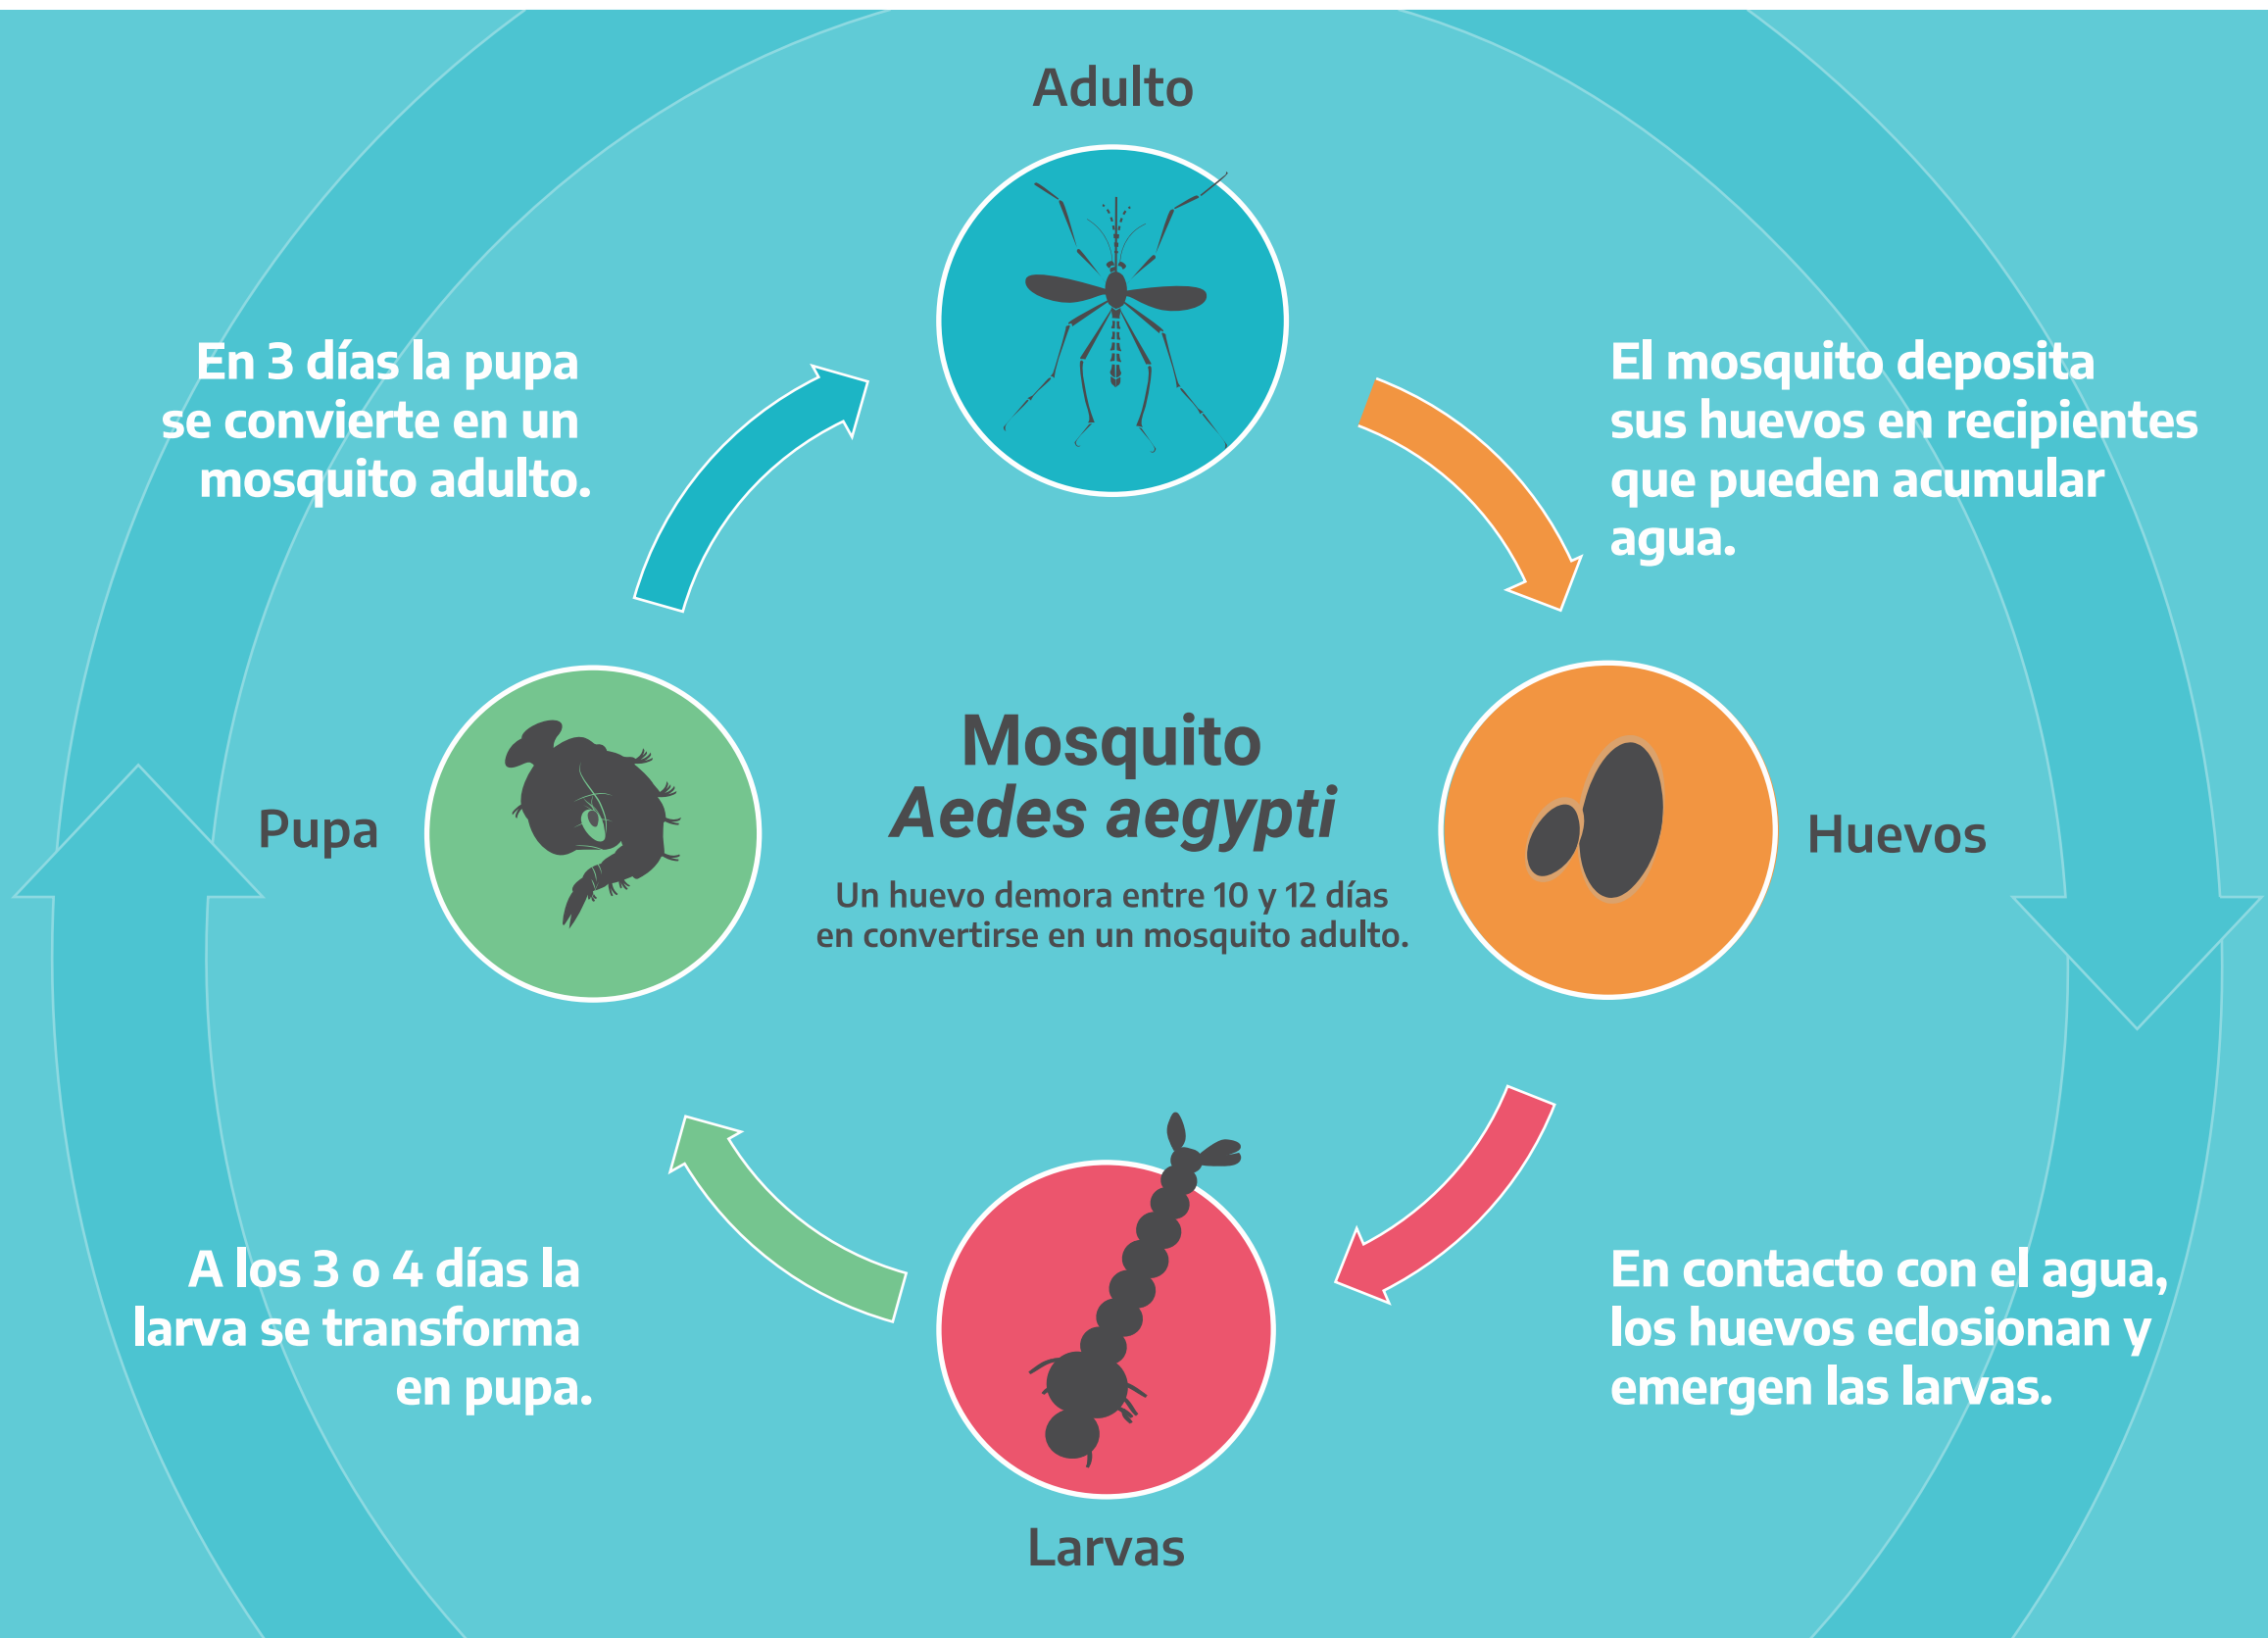 Adulto
En 3 días la pupa
se convierte en un
mosquito adulto.
El mosquito deposita
sus huevos en recipientes
que pueden acumular
agua.
Pupa
Mosquito
Aedes aegypti
Un huevo demora entre 10 y 12 días
en convertirse en un mosquito adulto.
Huevos
A los 3 o 4 días la
larva se transforma
en pupa.
En contacto con el agua,
los huevos eclosionan y
emergen las larvas.
Larvas